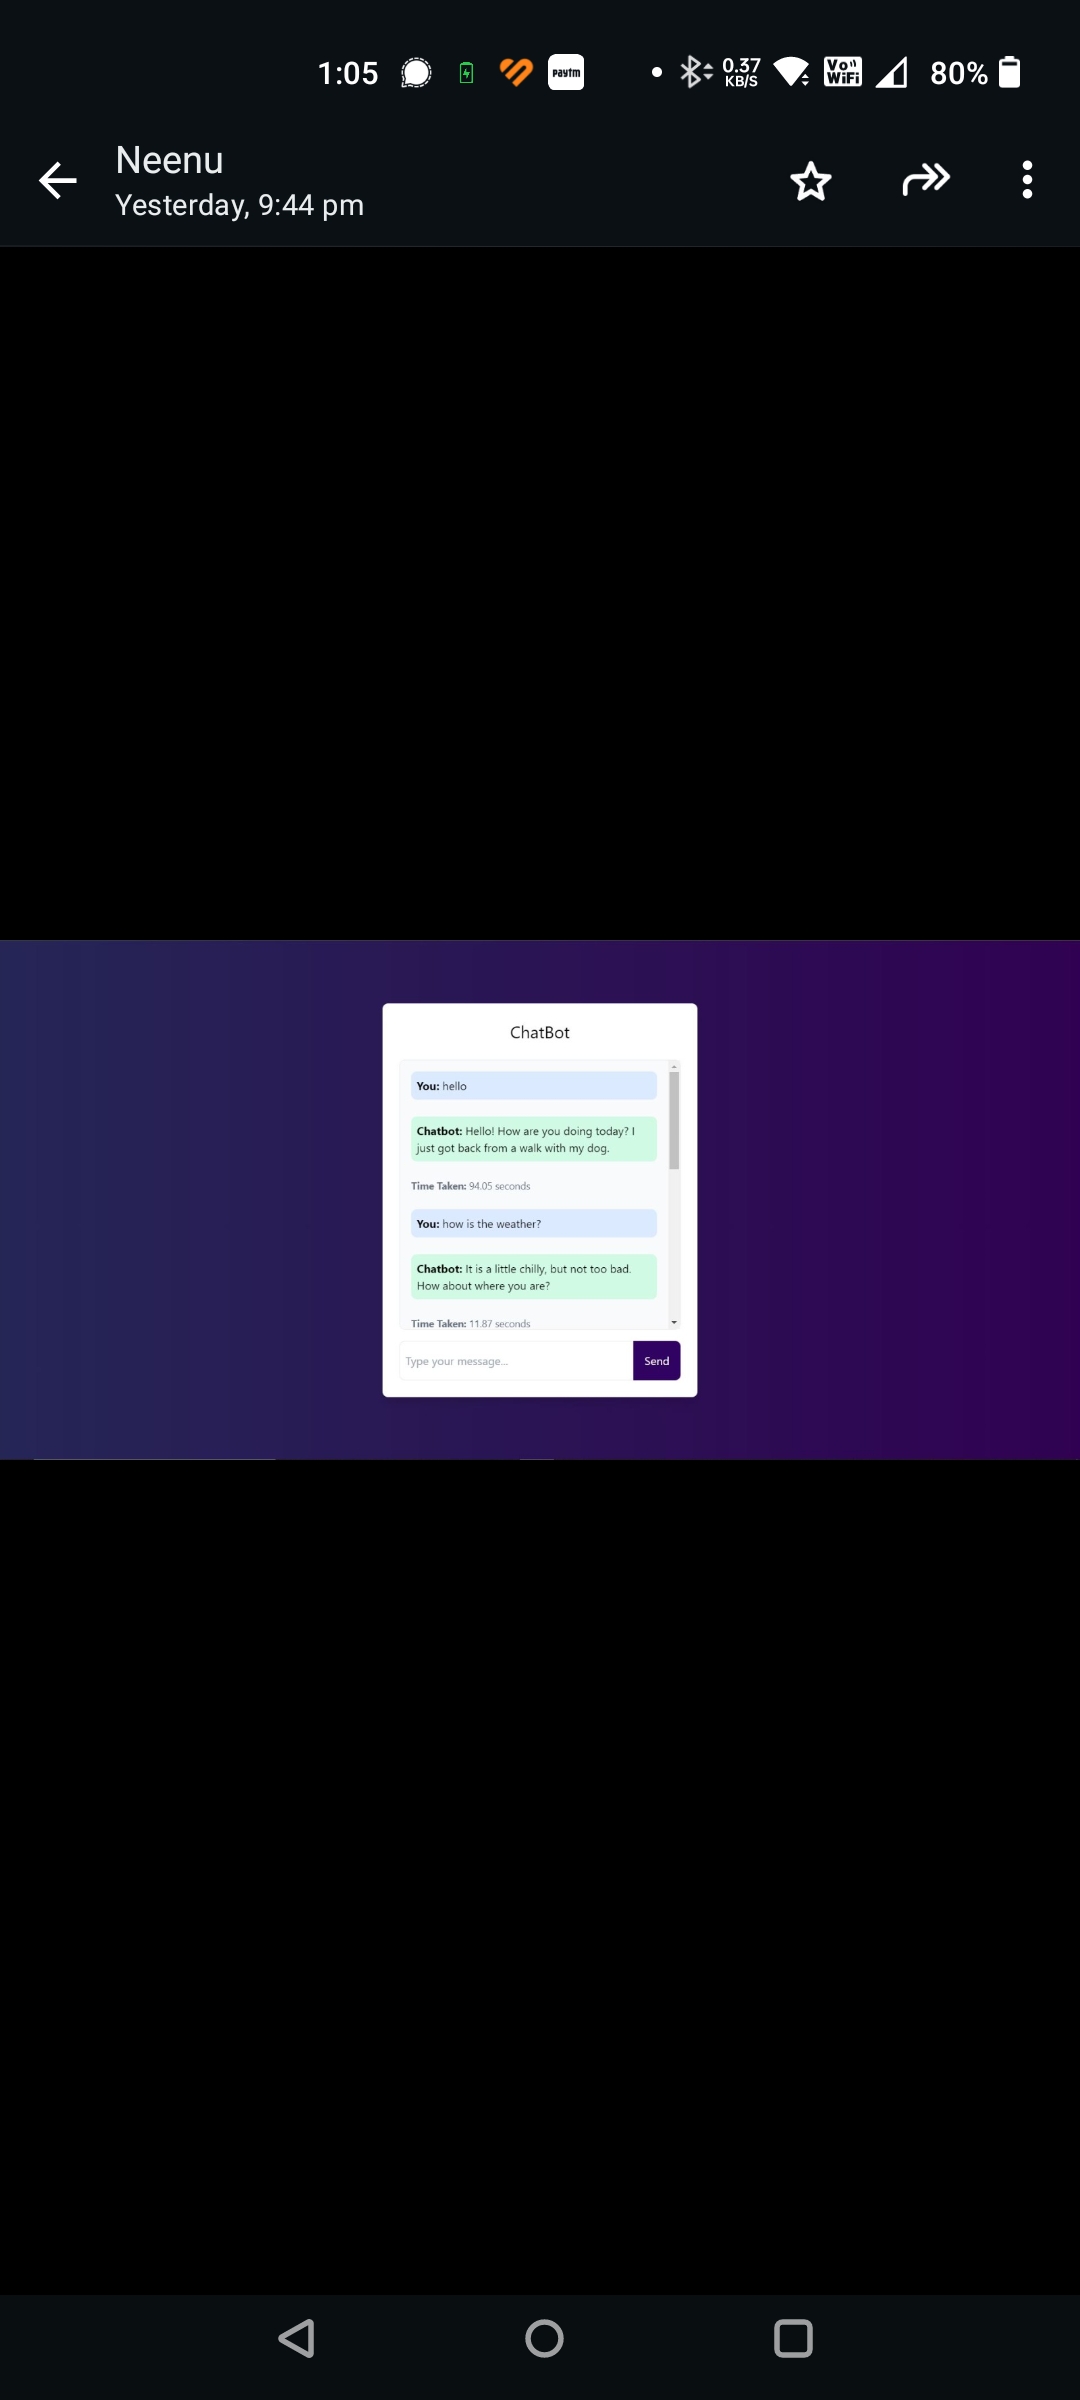 1:05
paytm
0.37
KB/S
Vo
WiFi
80%
Neenu
Yesterday, 9:44 pm
ChatBot
You: hello
Chatbot: Hello! How are you doing today? I
just got back from a walk with my dog.
Time Taken: 94.05 seconds
You: how is the weather?
Chatbot: It is a little chilly, but not too bad.
How about where you are?
Time Taken: 11.87 seconds
Type your message...
Send